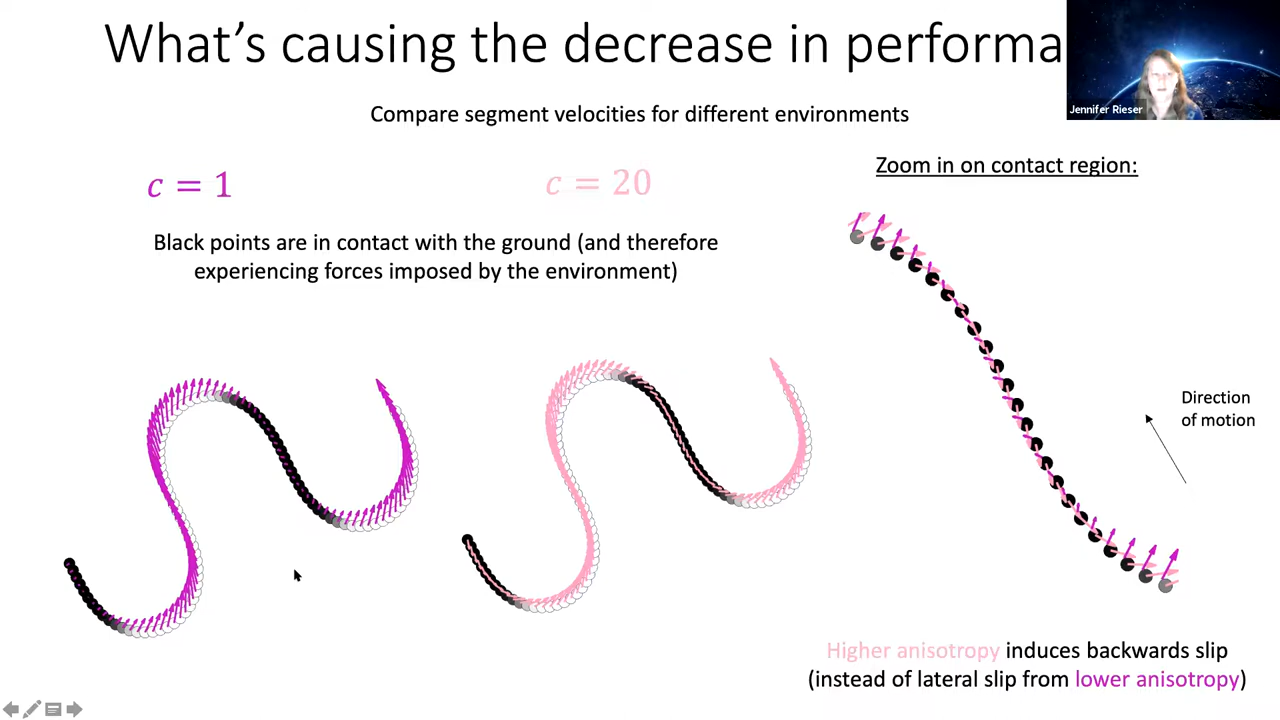 What's causing the decrease in performa
Jennifer Rieser
Compare segment velocities for different environments
c = 1
c = 20
Zoom in on contact region:
Black points are in contact with the ground (and therefore
experiencing forces imposed by the environment)
Direction
of motion
Higher anisotropy induces backwards slip
(instead of lateral slip from lower anisotropy)